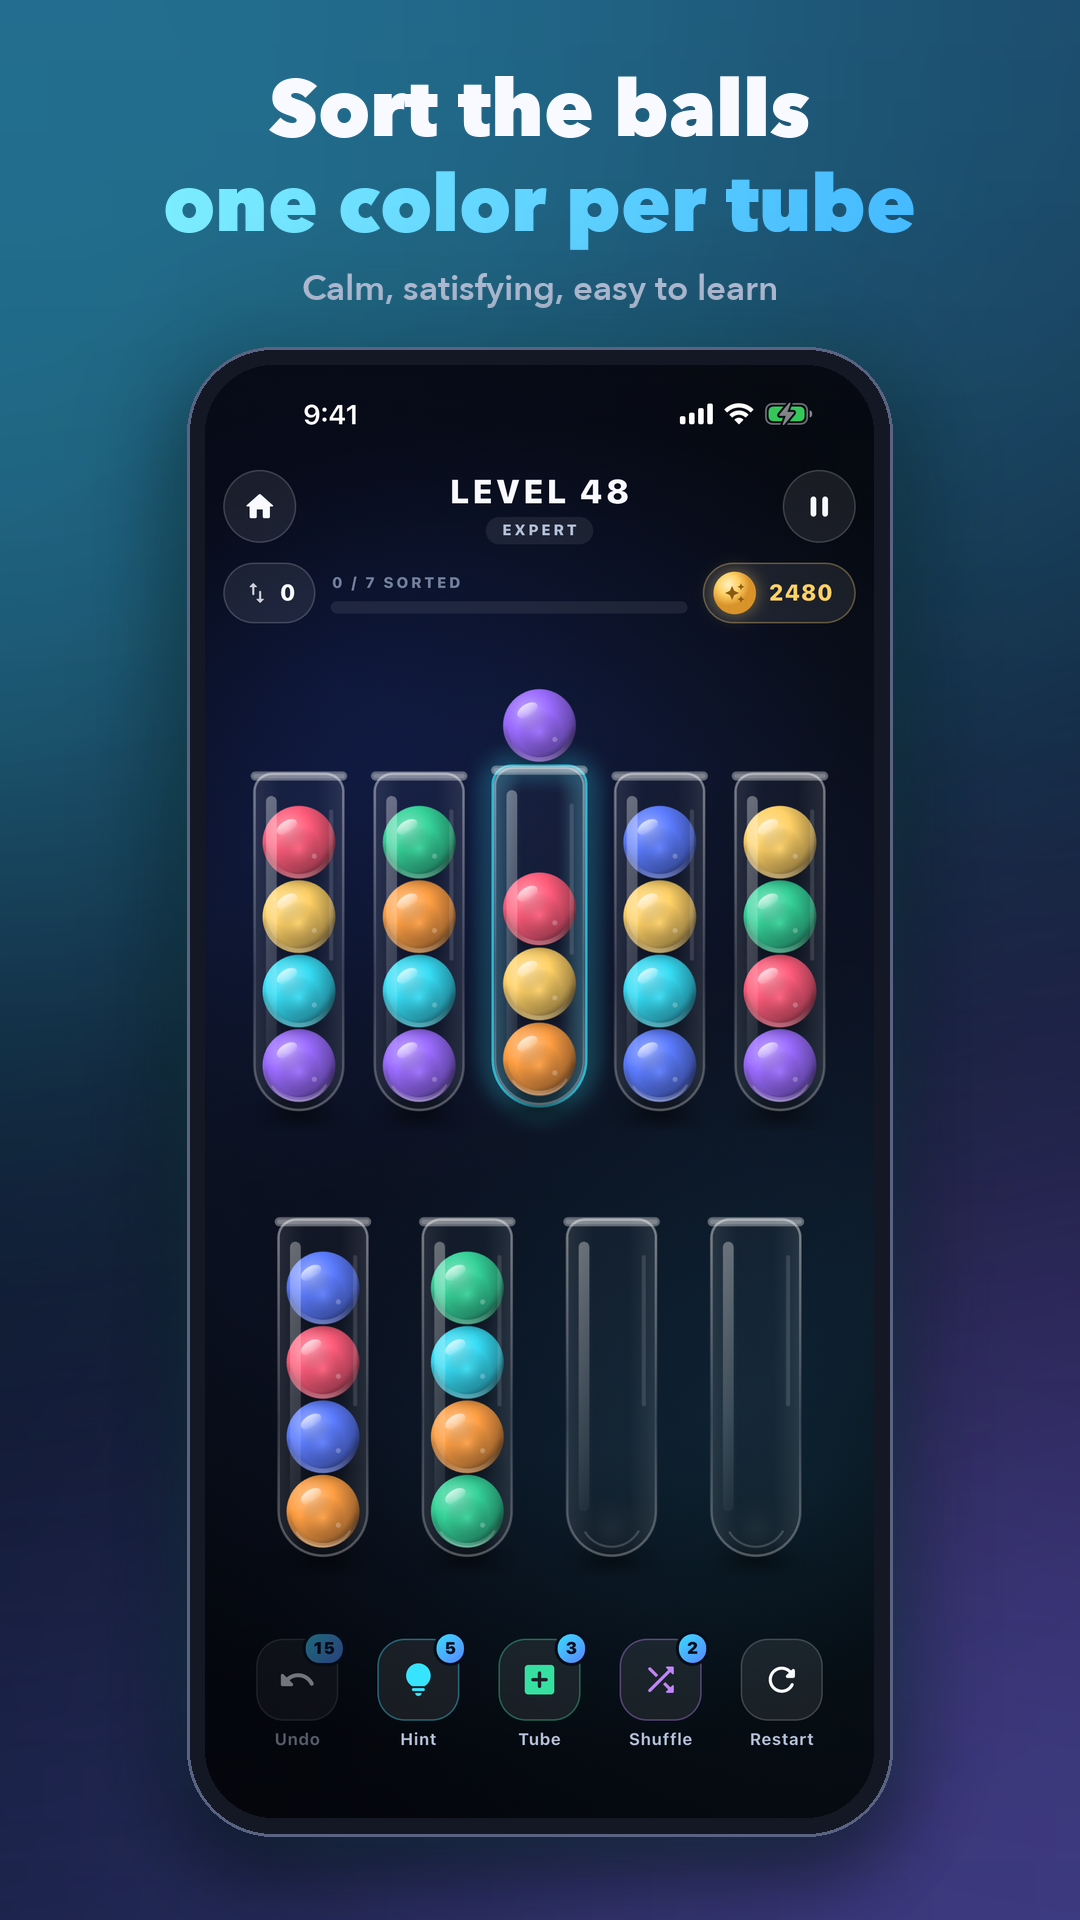 Sort the balls
one color per tube
Calm, satisfying, easy to learn
9:41
LEVEL 48
EXPERT
0
0 / 7 SORTED
2480
15
5
3
2
Undo
Hint
Tube
Shuffle
Restart